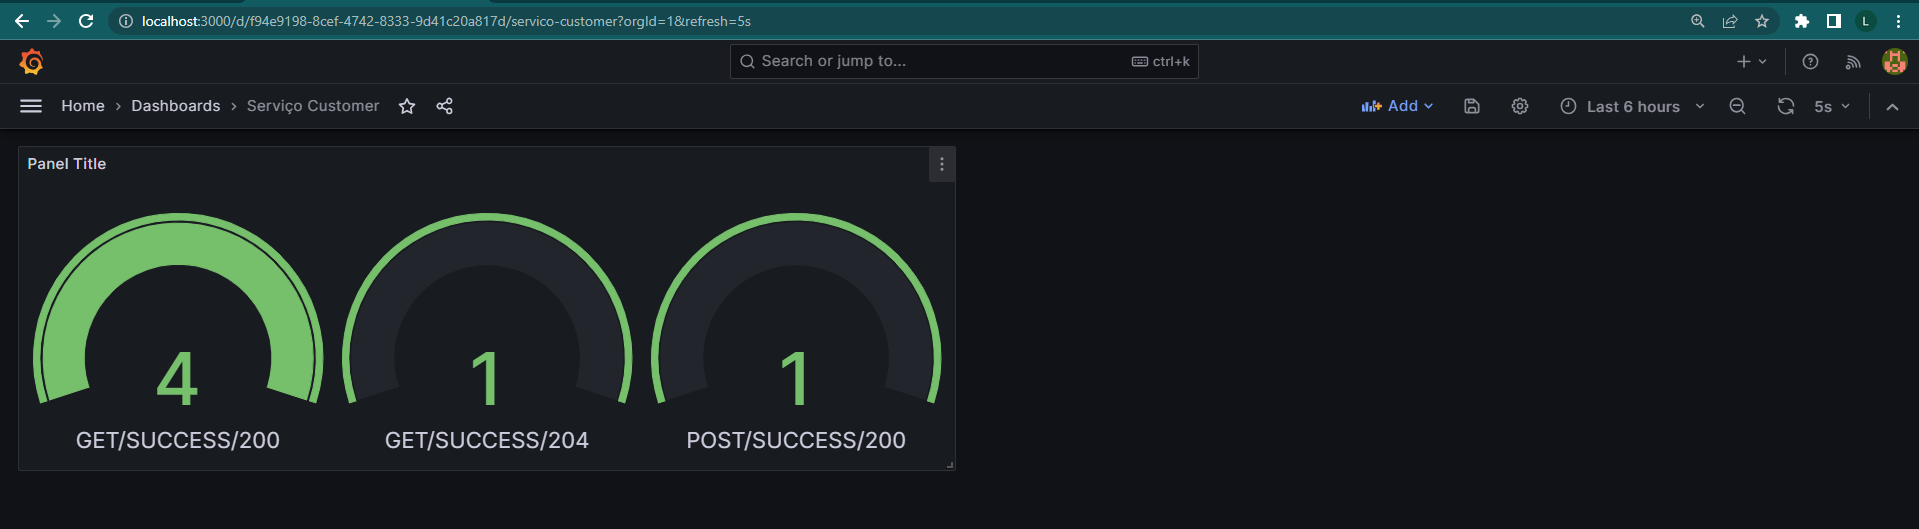 localhost:3000/d/f94e9198-8cef-4742-8333-9d41c20a817d/servico-customer?orgId=1&refresh=5s
L
Search or jump to...
ctrl+k
Home › Dashboards › Serviço Customer
Add
Last 6 hours
5s
Panel Title
4
1
1
GET/SUCCESS/200
GET/SUCCESS/204
POST/SUCCESS/200